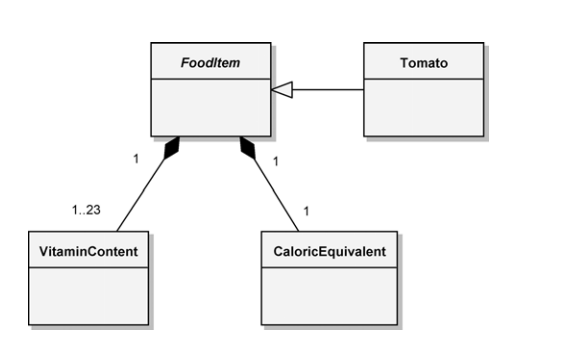 FoodItem
Tomato
1
1
1..23
1
VitaminContent
CaloricEquivalent